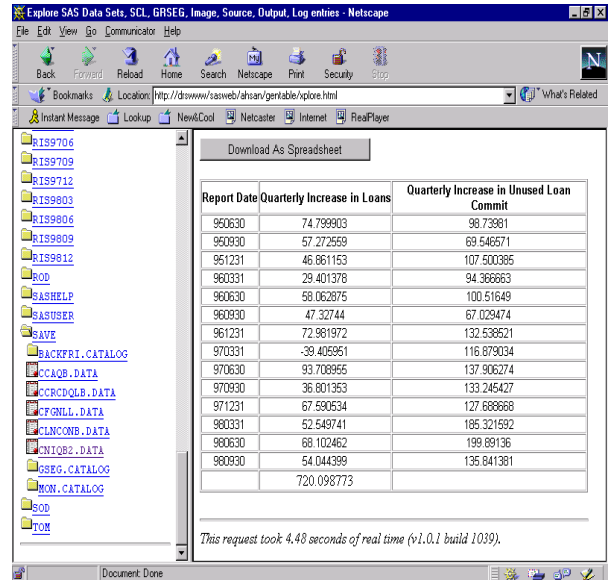 Explore SAS Data Sets, SCL, GRSEG, Image, Source, Output, Log entries - Netscape
File Edit View Go Communicator Help
Back Forward Reload Home Search Netscape Print Security Stop
My
N
Bookmarks Location: http://drswww/sasweb/ahsan/gentable/xplore.html What's Related
Instant Message Lookup New&Cool Netcaster Internet RealPlayer
RIS9706
RIS9709
RIS9712
RIS9803
RIS9806
RIS9809
RIS9812
ROD
SASHELP
SASUSER
SAVE
BACKFRI.CATALOG
CCAQB.DATA
CCRCDQLB.DATA
CFGNLL.DATA
CLNCONB.DATA
CNIQB2.DATA
GSEG.CATALOG
MON.CATALOG
SOD
TOM
Download As Spreadsheet
Report Date Quarterly Increase in Loans Quarterly Increase in Unused Loan
Commit
950630 74.799903 98.73981
950930 57.272559 69.546571
951231 46.861153 107.500385
960331 29.401378 94.366663
960630 58.062875 100.51649
960930 47.32744 67.029474
961231 72.981972 132.538521
970331 -39.405951 116.879034
970630 93.708955 137.906274
970930 36.801353 133.245427
971231 67.590534 127.688668
980331 52.549741 185.321592
980630 68.102462 199.89136
980930 54.044399 135.841381
720.098773
This request took 4.48 seconds of real time (v1.0.1 build 1039).
Document: Done